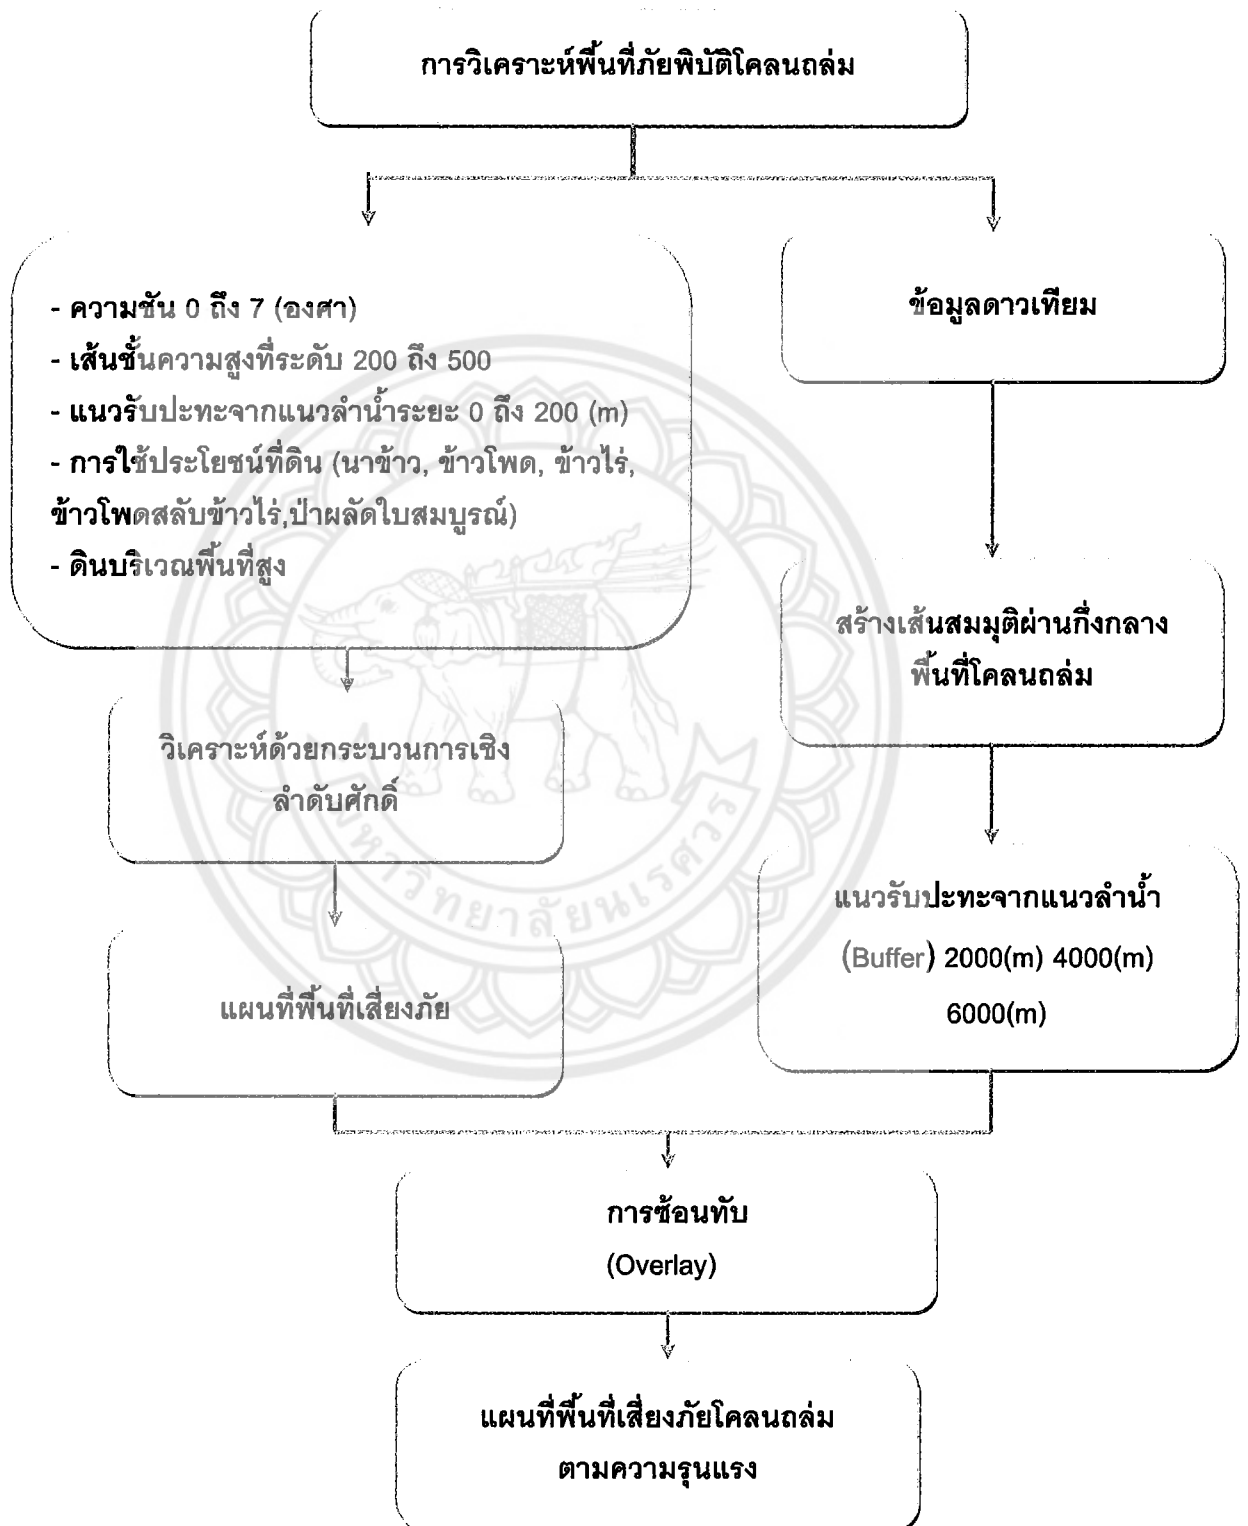 การวิเคราะห์พื้นที่ภัยพิบัติโคลนถล่ม
- ความชัน 0 ถึง 7 (องศา)
- เส้นชั้นความสูงที่ระดับ 200 ถึง 500
- แนวรับปะทะจากแนวลำน้ำระยะ 0 ถึง 200 (m)
- การใช้ประโยชน์ที่ดิน (นาข้าว, ข้าวโพด, ข้าวไร่,
ข้าวโพดสลับข้าวไร่,ป่าผลัดใบสมบูรณ์)
- ดินบริเวณพื้นที่สูง
วิเคราะห์ด้วยกระบวนการเชิง
ลำดับศักดิ์
แผนที่พื้นที่เสี่ยงภัย
ข้อมูลดาวเทียม
สร้างเส้นสมมุติผ่านกึ่งกลาง
พื้นที่โคลนถล่ม
แนวรับปะทะจากแนวลำน้ำ
(Buffer) 2000(m) 4000(m)
6000(m)
การซ้อนทับ
(Overlay)
แผนที่พื้นที่เสี่ยงภัยโคลนถล่ม
ตามความรุนแรง
มหาวิทยาลัยนเรศวร